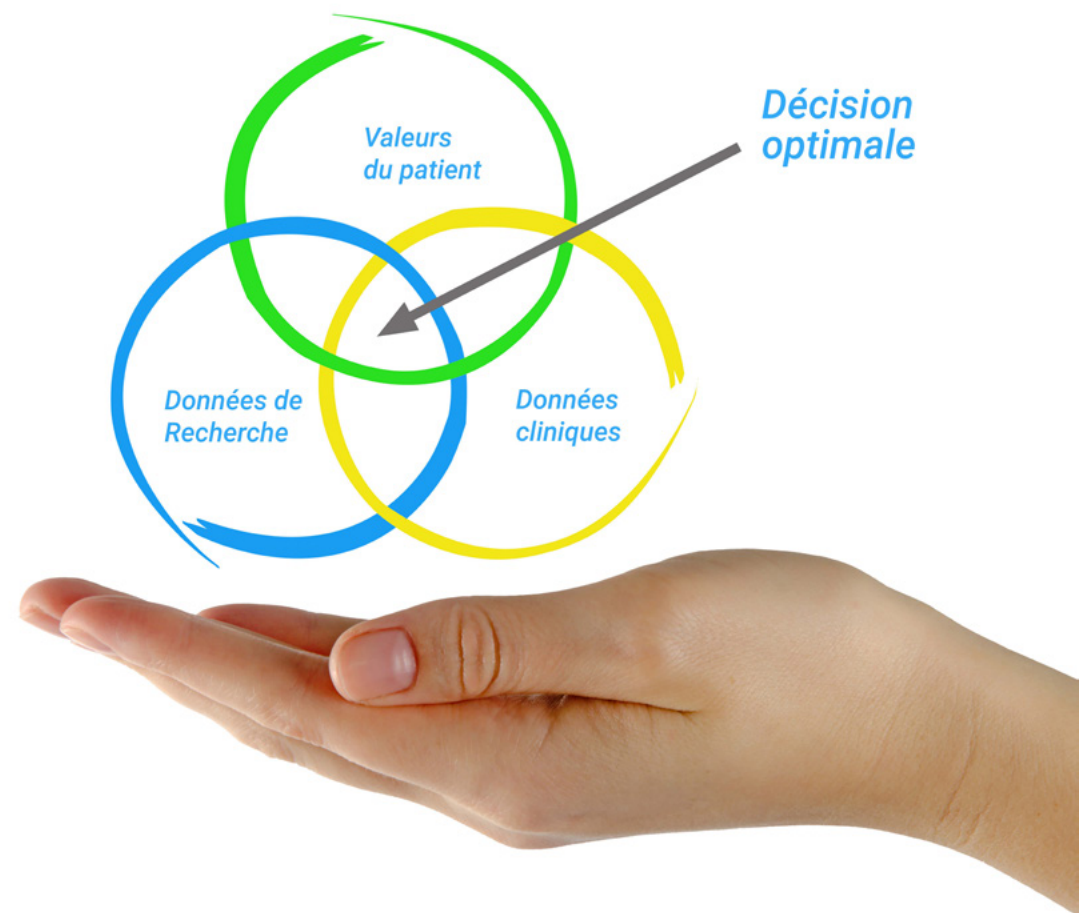 Valeurs
du patient
Décision
optimale
Données de
Recherche
Données
cliniques